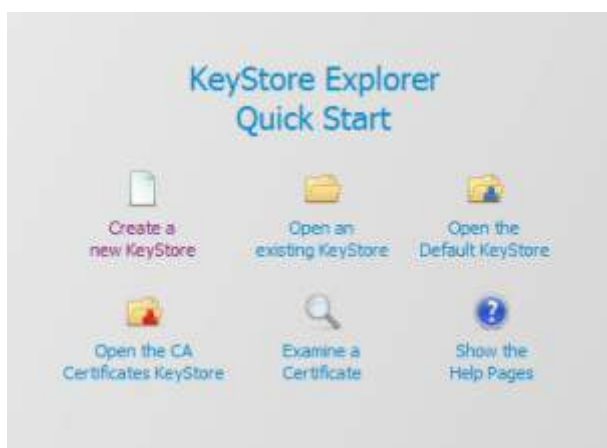 KeyStore Explorer
Quick Start
Create a
new KeyStore
Open an
existing KeyStore
Open the
Default KeyStore
Open the CA
Certificates KeyStore
Examine a
Certificate
Show the
Help Pages